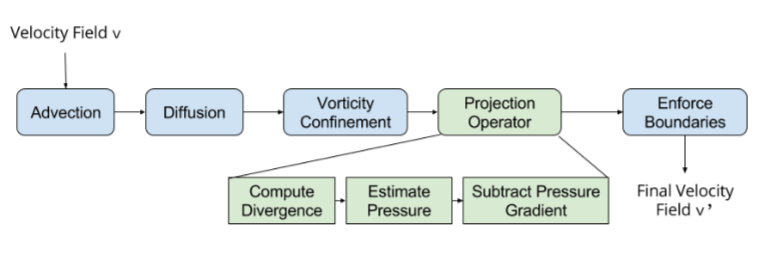 Velocity Field v
Advection
Diffusion
Vorticity
Confinement
Projection
Operator
Enforce
Boundaries
Compute
Divergence
Estimate
Pressure
Subtract Pressure
Gradient
Final Velocity
Field v’